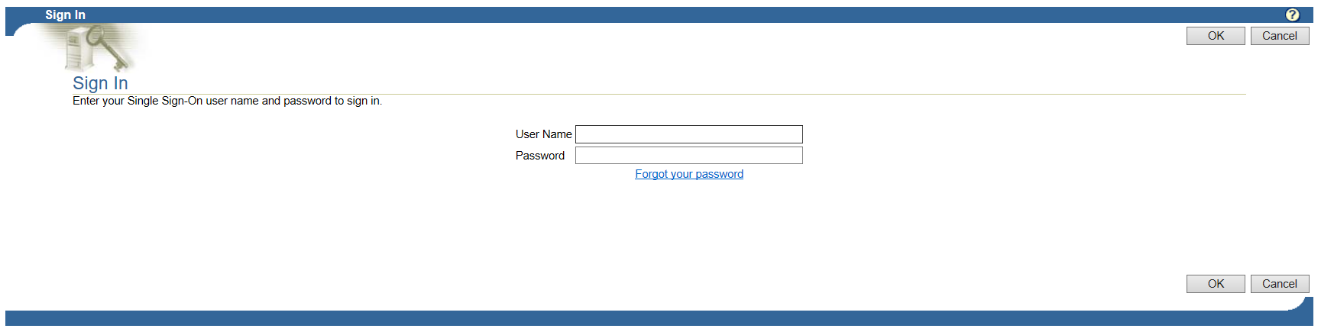 Sign In
?
OK Cancel
Sign In
Enter your Single Sign-On user name and password to sign in.
User Name
Password
Forgot your password
OK Cancel